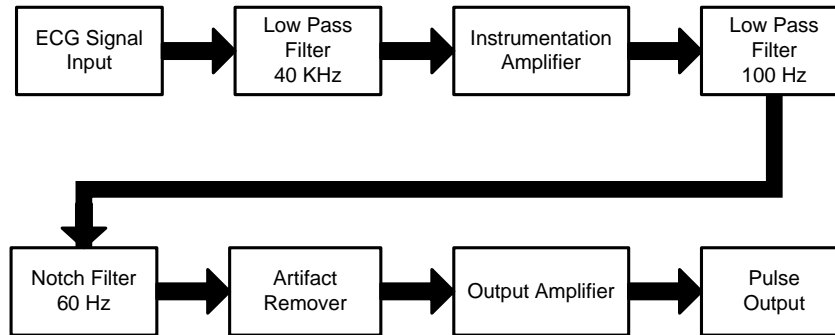 ECG Signal
Input
Low Pass
Filter
40 KHz
Instrumentation
Amplifier
Low Pass
Filter
100 Hz
Notch Filter
60 Hz
Artifact
Remover
Output Amplifier
Pulse
Output